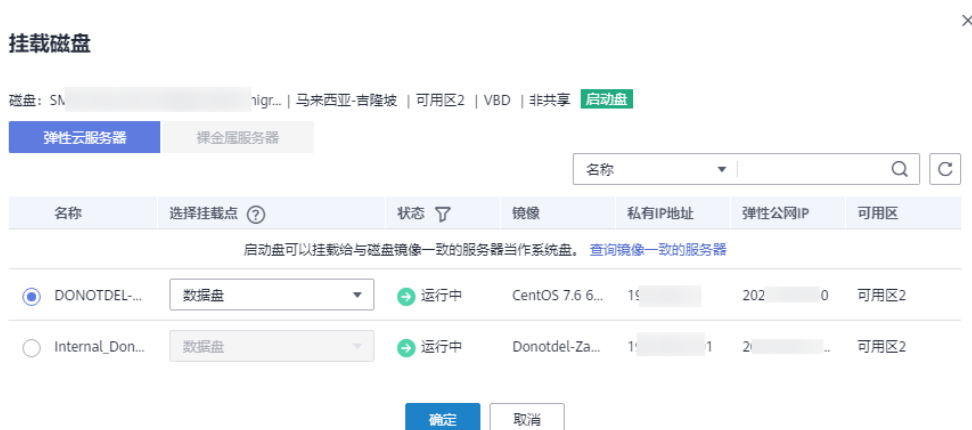 挂载磁盘
磁盘：SM nigr... | 马来西亚-吉隆坡 | 可用区2 | VBD | 非共享 启动盘
弹性云服务器 裸金属服务器
名称
名称 选择挂载点 ? 状态 镜像 私有IP地址 弹性公网IP 可用区
启动盘可以挂载给与磁盘镜像一致的服务器当作系统盘。 查询镜像一致的服务器
DONOTDEL-... 数据盘 运行中 CentOS 7.6 6... 19 202 0 可用区2
Internal_Don... 数据盘 运行中 Donotdel-Za... 1 1 2 .. 可用区2
确定 取消